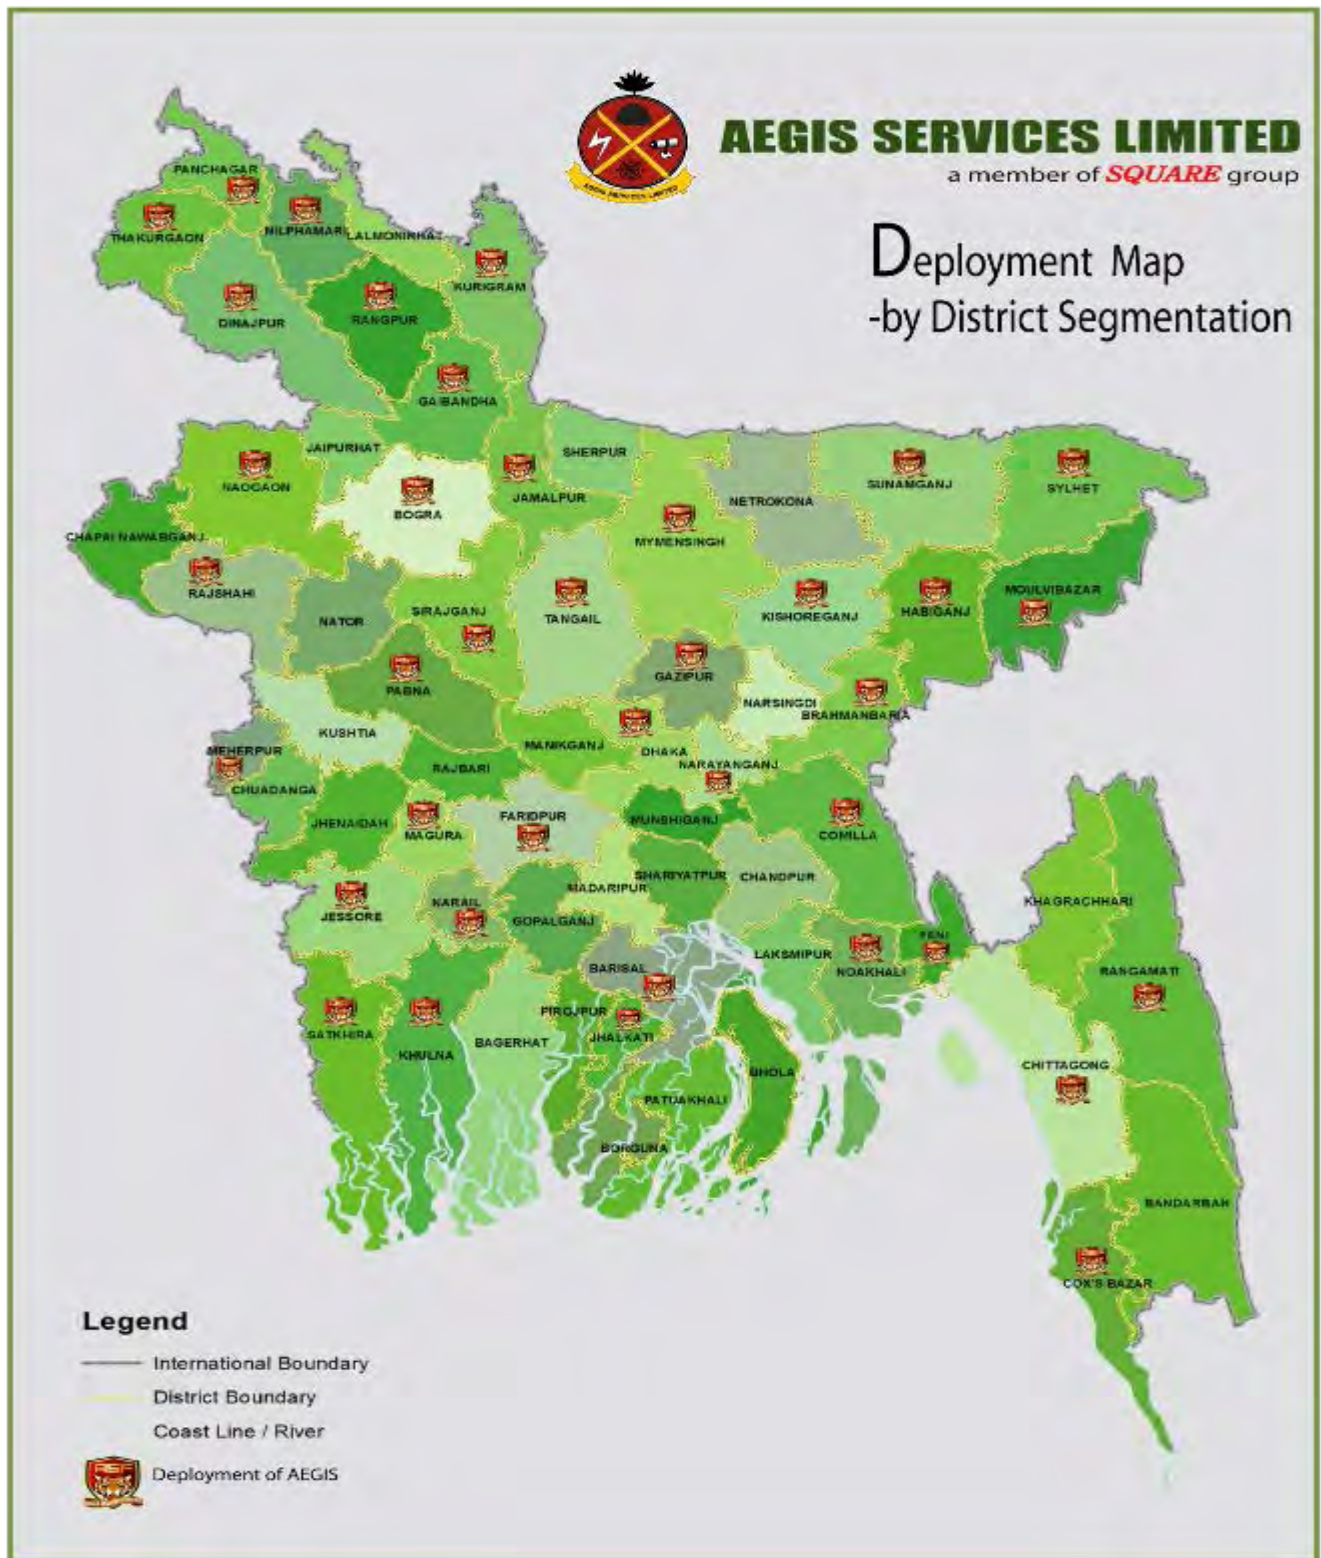 AEGIS SERVICES LIMITED
AEGIS SERVICES LIMITED
a member of SQUARE group
Deployment Map
-by District Segmentation
PANCHAGAR
THAKURGAON
NILPHAMARI
LALMONIRHAT
KURIGRAM
DINAJPUR
RANGPUR
GAIBANDHA
JAIPURHAT
NAOGAON
BOGRA
JAMALPUR
SHERPUR
NETROKONA
SUNAMGANJ
SYLHET
MYMENSINGH
CHAPAI NAWABGANJ
RAJSHAHI
NATOR
SIRAJGANJ
TANGAIL
KISHOREGANJ
HABIGANJ
MOULVIBAZAR
PABNA
GAZIPUR
NARSINGDI
BRAHMANBARIA
KUSHTIA
MEHERPUR
CHUADANGA
RAJBARI
MANIKGANJ
DHAKA
NARAYANGANJ
JHENAIDAH
MAGURA
FARIDPUR
MUNSHIGANJ
COMILLA
SHARIYATPUR
CHANDPUR
MADARIPUR
JESSORE
NARAIL
GOPALGANJ
KHAGRACHHARI
BARISAL
LAKSMIPUR
NOAKHALI
FENI
RANGAMATI
SATKHIRA
KHULNA
BAGERHAT
PIROJPUR
JHALKATI
BHOLA
CHITTAGONG
PATUAKHALI
BORGUNA
BANDARBAH
COX'S BAZAR
Legend
International Boundary
District Boundary
Coast Line / River
Deployment of AEGIS